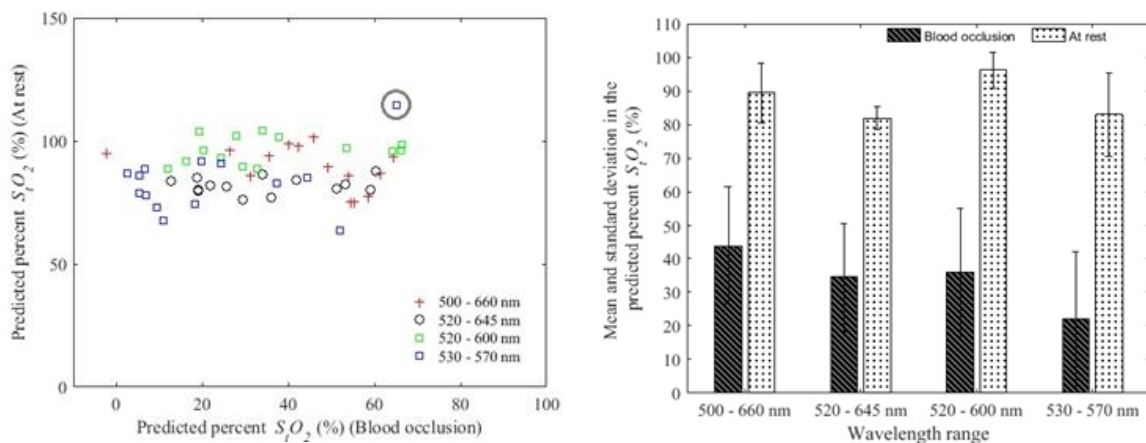 150
100
50
0
0
20
40
60
80
100
Predicted percent StO2 (%) (At rest)
Predicted percent StO2 (%) (Blood occlusion)
500 - 660 nm
520 - 645 nm
520 - 600 nm
530 - 570 nm
110
100
90
80
70
60
50
40
30
20
10
0
Mean and standard deviation in the
predicted percent StO2 (%)
Blood occlusion
At rest
500 - 660 nm
520 - 645 nm
520 - 600 nm
530 - 570 nm
Wavelength range